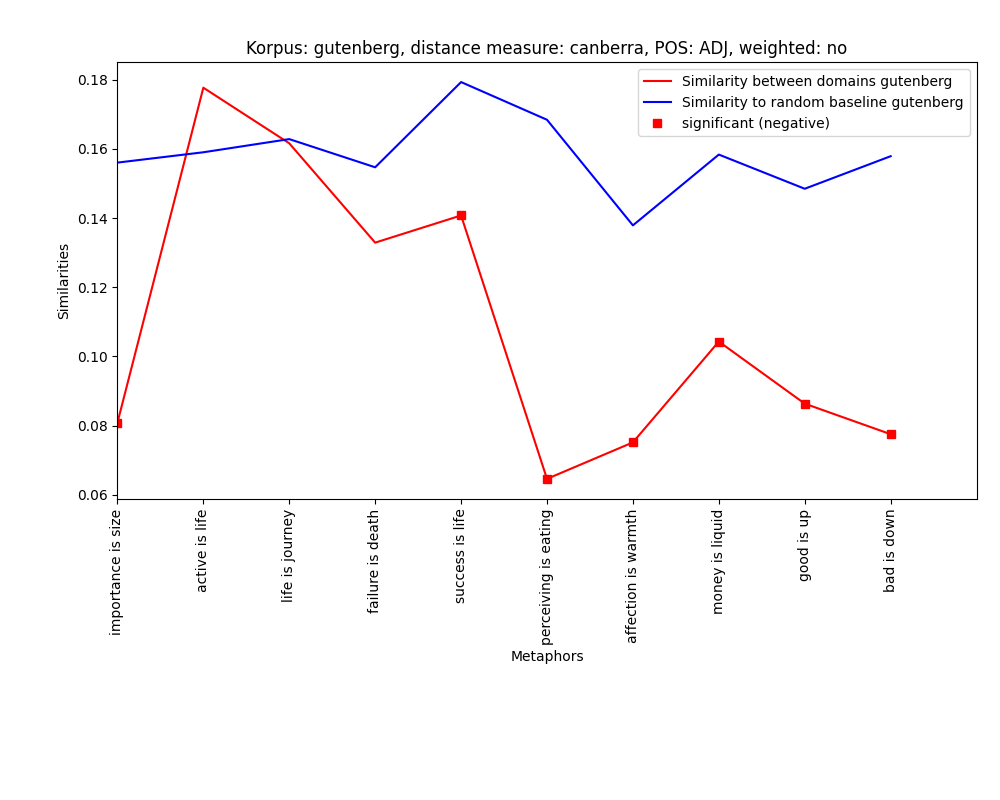 Korpus: gutenberg, distance measure: canberra, POS: ADJ, weighted: no
Similarity between domains gutenberg
Similarity to random baseline gutenberg
significant (negative)
0.18
0.16
0.14
0.12
0.10
0.08
0.06
Similarities
importance is size
active is life
life is journey
failure is death
success is life
perceiving is eating
affection is warmth
money is liquid
good is up
bad is down
Metaphors